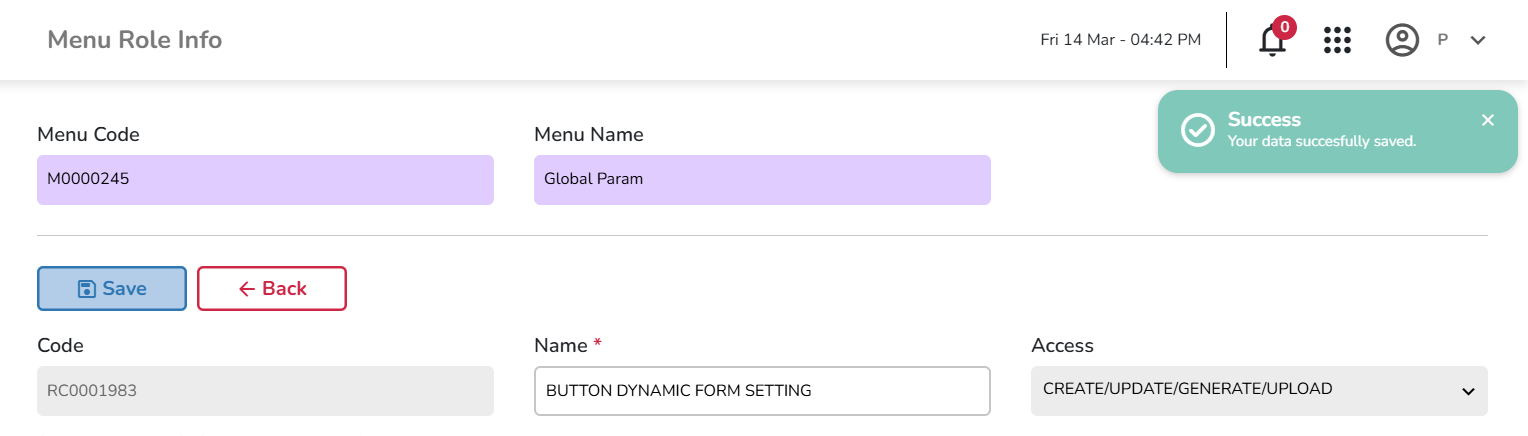 Menu Role Info
Fri 14 Mar - 04:42 PM
0
P
Success
Your data succesfully saved.
Menu Code
Menu Name
M0000245
Global Param
Save
Back
Code
Name *
Access
RC0001983
BUTTON DYNAMIC FORM SETTING
CREATE/UPDATE/GENERATE/UPLOAD